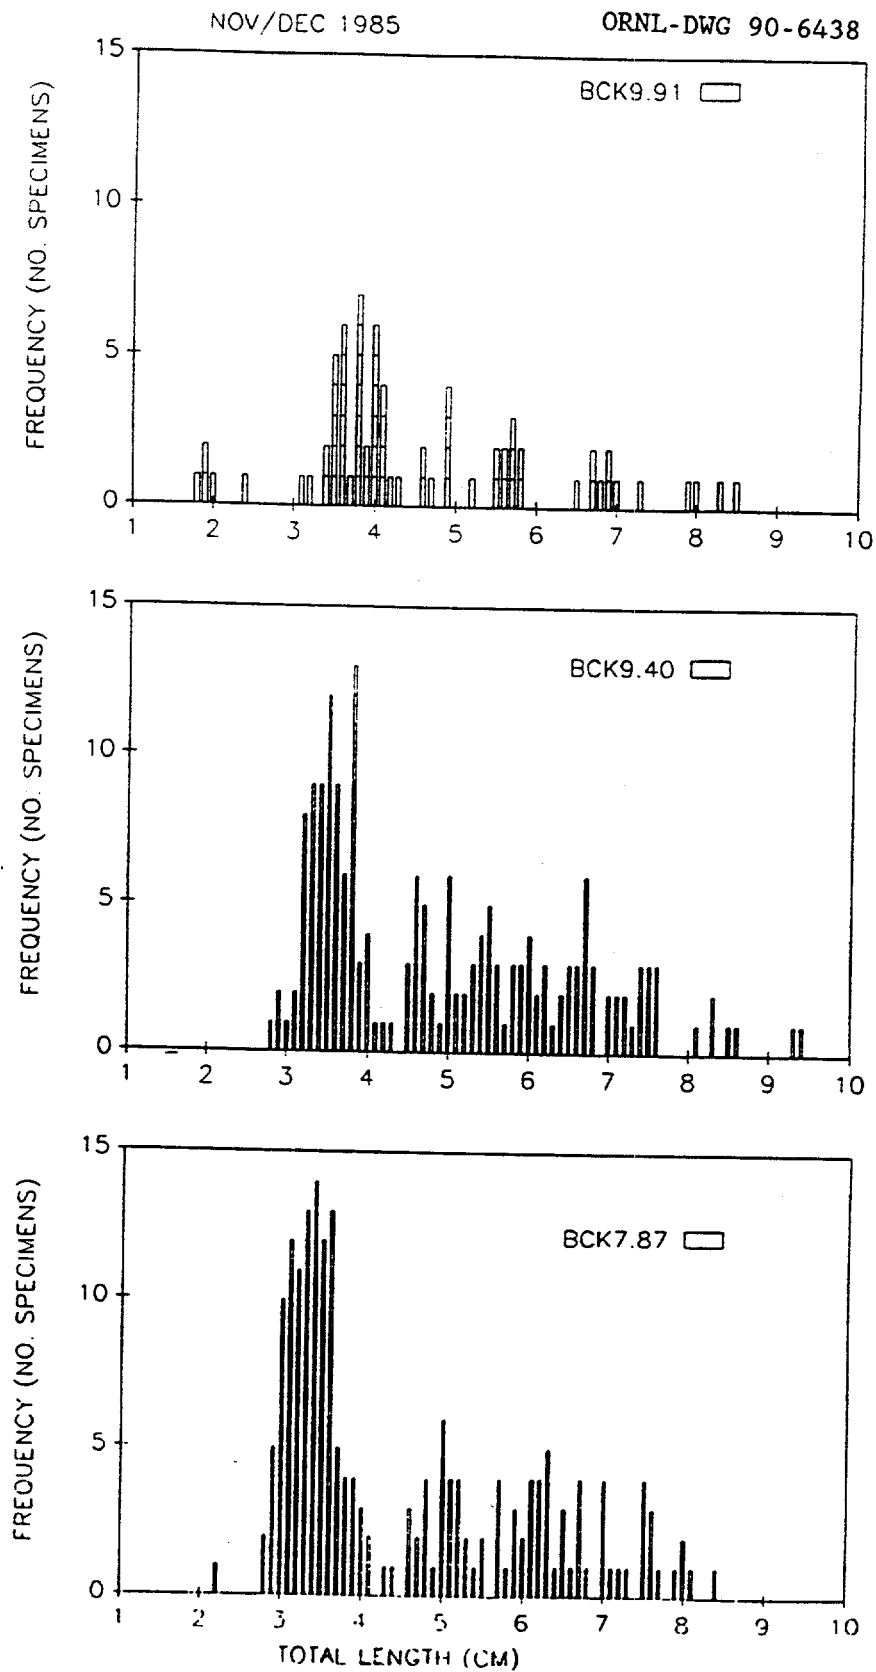 NOV/DEC 1985
ORNL-DWG 90-6438
15
BCK9.91
FREQUENCY (NO. SPECIMENS)
10
5
0
1 2 3 4 5 6 7 8 9 10
15
BCK9.40
FREQUENCY (NO. SPECIMENS)
10
5
0
1 2 3 4 5 6 7 8 9 10
15
BCK7.87
FREQUENCY (NO. SPECIMENS)
10
5
0
1 2 3 4 5 6 7 8 9 10
TOTAL LENGTH (CM)